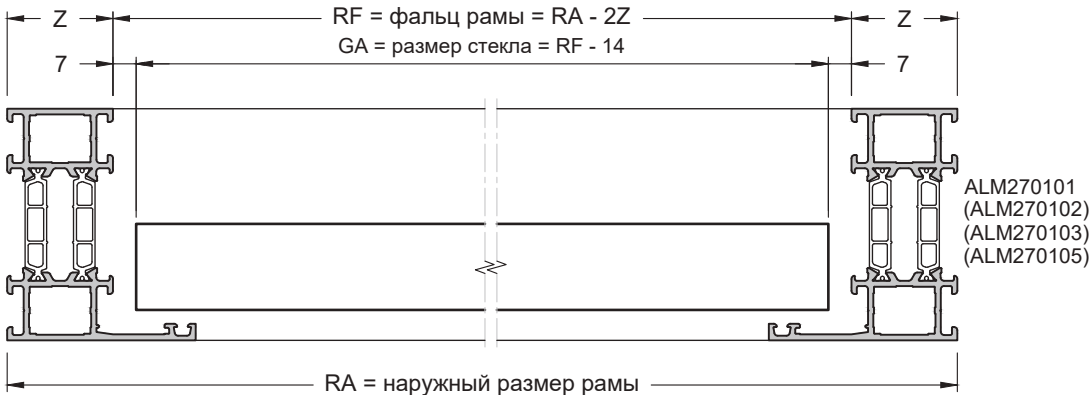 Z
RF = фальц рамы = RA - 2Z
Z
GA = размер стекла = RF - 14
7
7
ALM270101
(ALM270102)
(ALM270103)
(ALM270105)
RA = наружный размер рамы